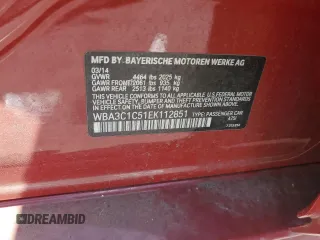 MFD BY BAYERISCHE MOTOREN WERKE AG
03/14
GVWR 4464 lbs 2025 kg
GAWR FRONT 2061 lbs 935 kg
GAWR REAR 2513 lbs 1140 kg
THIS VEHICLE CONFORMS TO ALL APPLICABLE
FEDERAL MOTOR VEHICLE SAFETY, BUMPER
AND THEFT PREVENTION STANDARDS IN
EFFECT ON THE DATE OF MANUFACTURE
SHOWN ABOVE.
WBA3C1C51EK112851 TYPE: PASSENGER CAR
DREAMBID